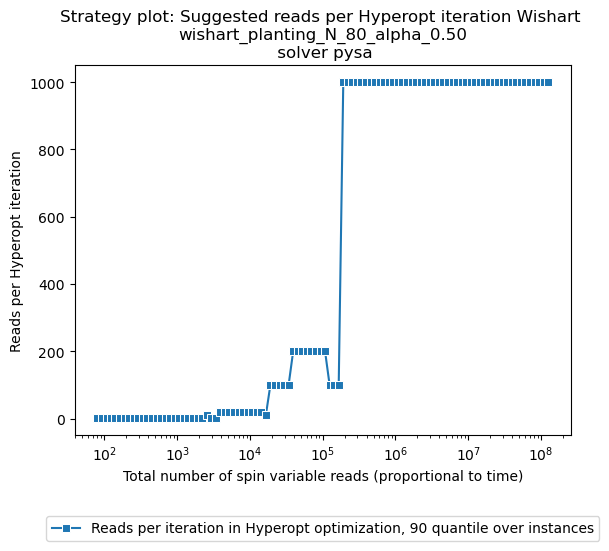 Strategy plot: Suggested reads per Hyperopt iteration Wishart
wishart_planting_N_80_alpha_0.50
solver pysa
Reads per Hyperopt iteration
1000
800
600
400
200
0
10^2 10^3 10^4 10^5 10^6 10^7 10^8
Total number of spin variable reads (proportional to time)
Reads per iteration in Hyperopt optimization, 90 quantile over instances